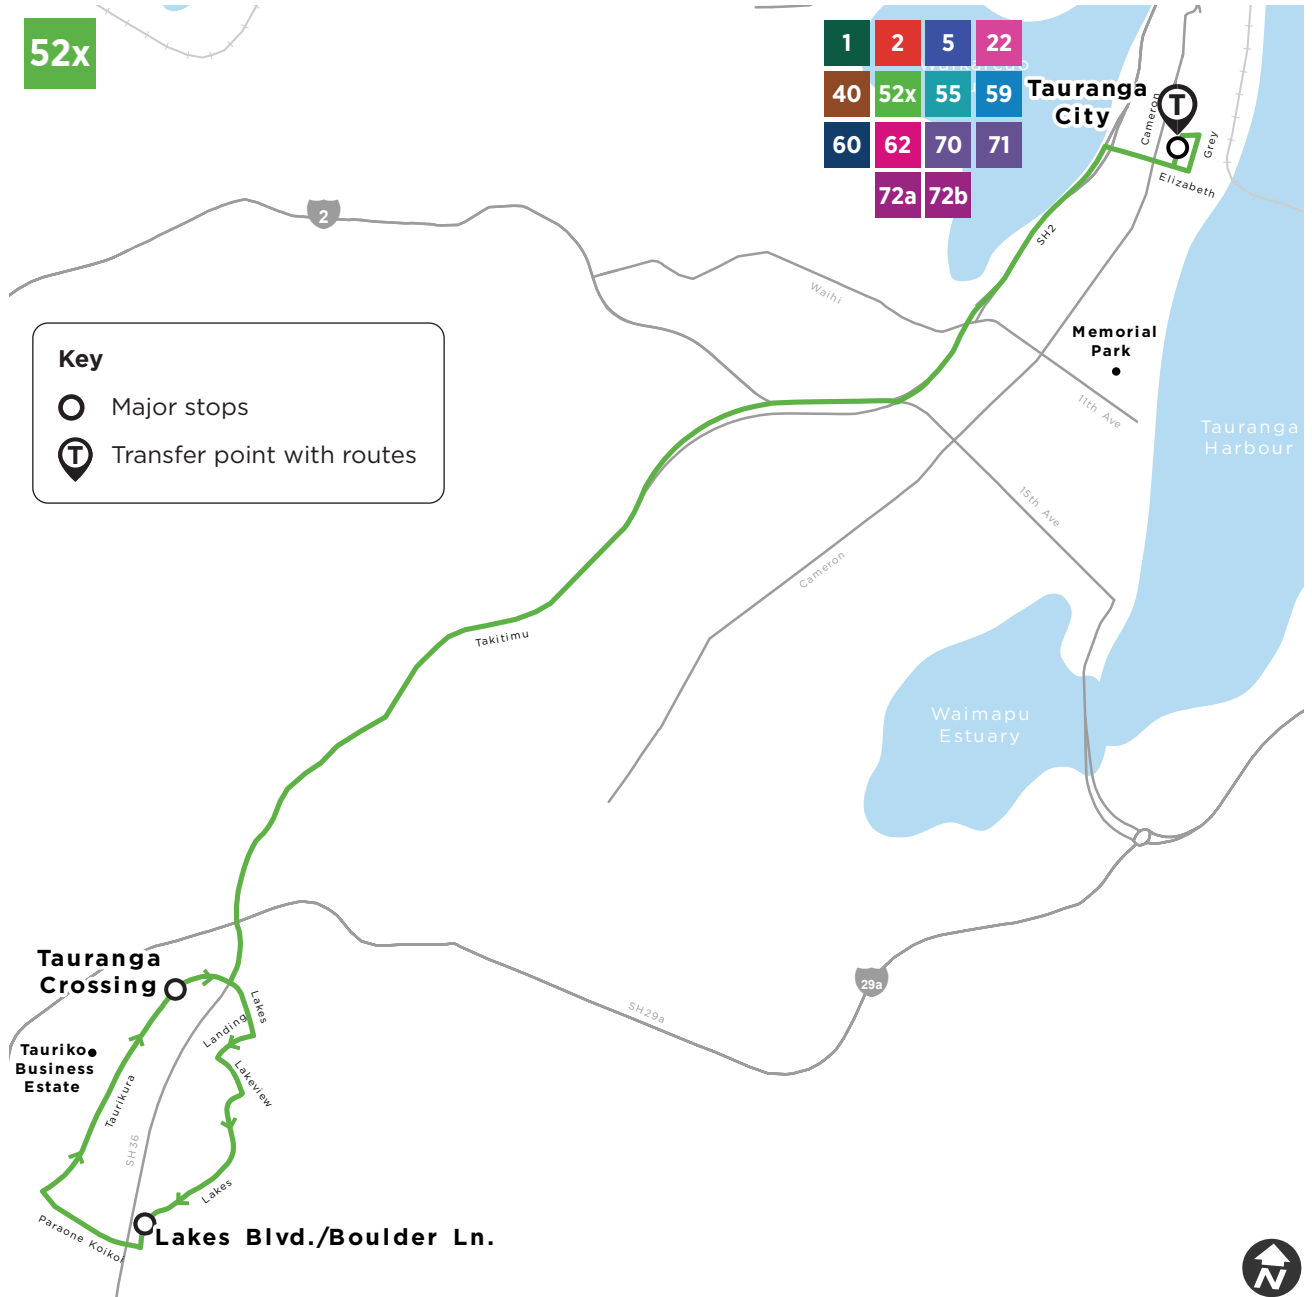 52x
1 2 5 22
40 52x 55 59
60 62 70 71
72a 72b
Tauranga
City
T
Cameron
Grey
Elizabeth
SH2
2
Waihi
Memorial
Park
11th Ave
Tauranga
Harbour
Key
Major stops
T Transfer point with routes
15th Ave
Cameron
Takitimu
Waimapu
Estuary
Tauranga
Crossing
29a
SH29a
Lakes
Landing
Lakeview
Tauriko
Business
Estate
Taurikura
SH36
Lakes
Paraone Koikoi
Lakes Blvd./Boulder Ln.
N